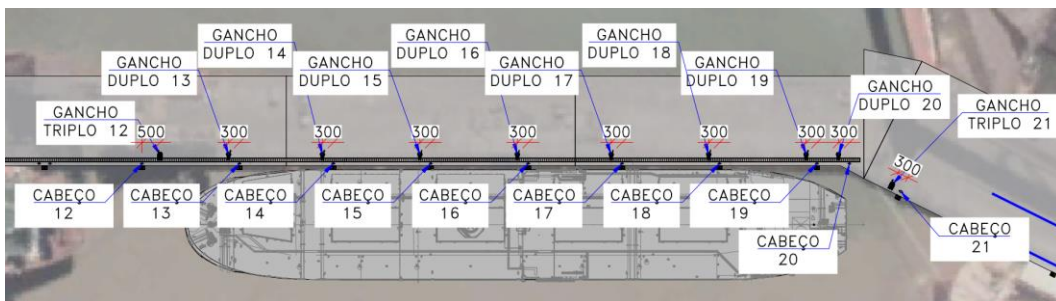 GANCHO
TRIPLO 12
GANCHO
DUPLO 13
GANCHO
DUPLO 14
GANCHO
DUPLO 15
GANCHO
DUPLO 16
GANCHO
DUPLO 17
GANCHO
DUPLO 18
GANCHO
DUPLO 19
GANCHO
DUPLO 20
GANCHO
TRIPLO 21
500
300
300
300
300
300
300
300
300
300
CABEÇO
12
CABEÇO
13
CABEÇO
14
CABEÇO
15
CABEÇO
16
CABEÇO
17
CABEÇO
18
CABEÇO
19
CABEÇO
20
CABEÇO
21